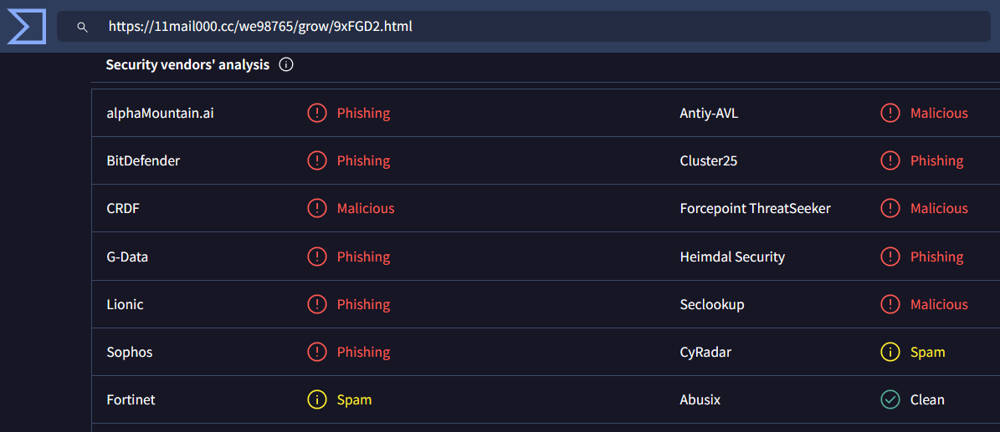 https://11mail000.cc/we98765/grow/9xFGD2.html
Security vendors' analysis
alphaMountain.ai Phishing Antiy-AVL Malicious
BitDefender Phishing Cluster25 Phishing
CRDF Malicious Forcepoint ThreatSeeker Malicious
G-Data Phishing Heimdal Security Phishing
Lionic Phishing Seclookup Malicious
Sophos Phishing CyRadar Spam
Fortinet Spam Abusix Clean